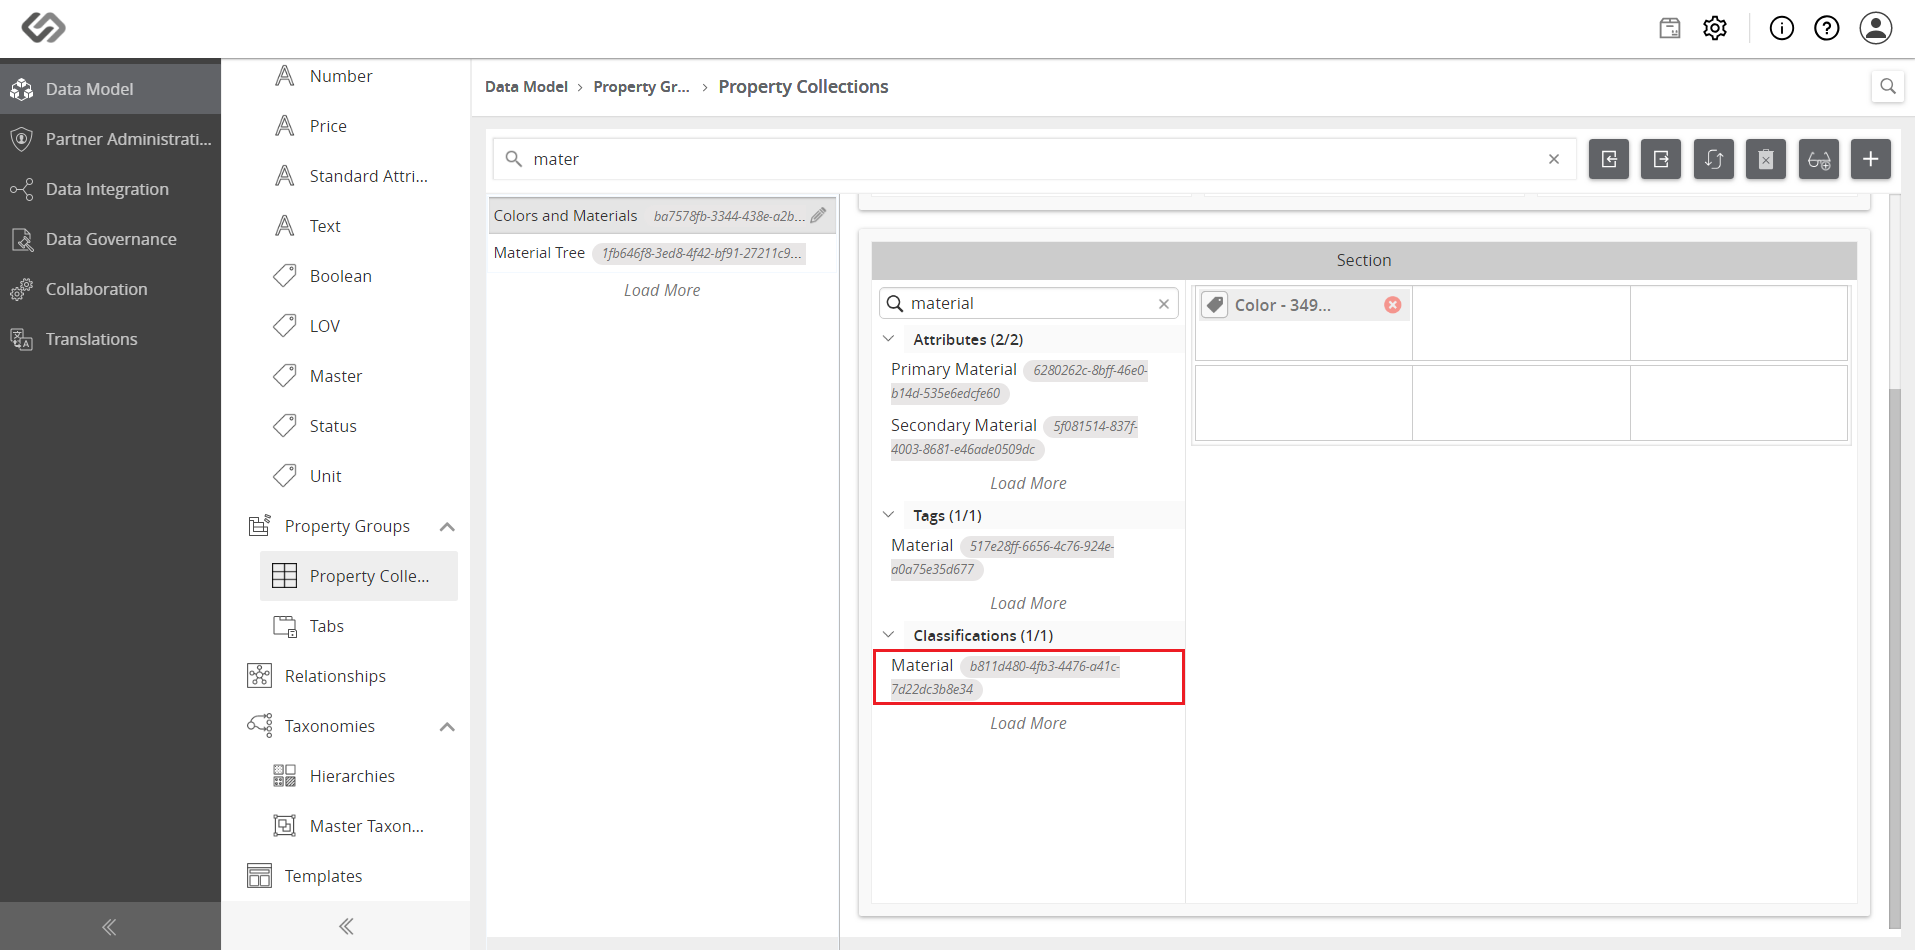 Data Model
Partner Administrati...
Data Integration
Data Governance
Collaboration
Translations
Number
Price
Standard Attri...
Text
Boolean
LOV
Master
Status
Unit
Property Groups
Property Colle...
Tabs
Relationships
Taxonomies
Hierarchies
Master Taxon...
Templates
Data Model › Property Gr... › Property Collections
mater
Colors and Materials ba7578fb-3344-438e-a2b...
Material Tree 1fb646f8-3ed8-4f42-bf91-27211c9...
Load More
Section
material
Attributes (2/2)
Primary Material 6280262c-8bff-46e0-
b14d-535e6edcfe60
Secondary Material 5f081514-837f-
4003-8681-e46ade0509dc
Load More
Tags (1/1)
Material 517e28ff-6656-4c76-924e-
a0a75e35d677
Load More
Classifications (1/1)
Material b811d480-4fb3-4476-a41c-
7d22dc3b8e34
Load More
Color - 349...